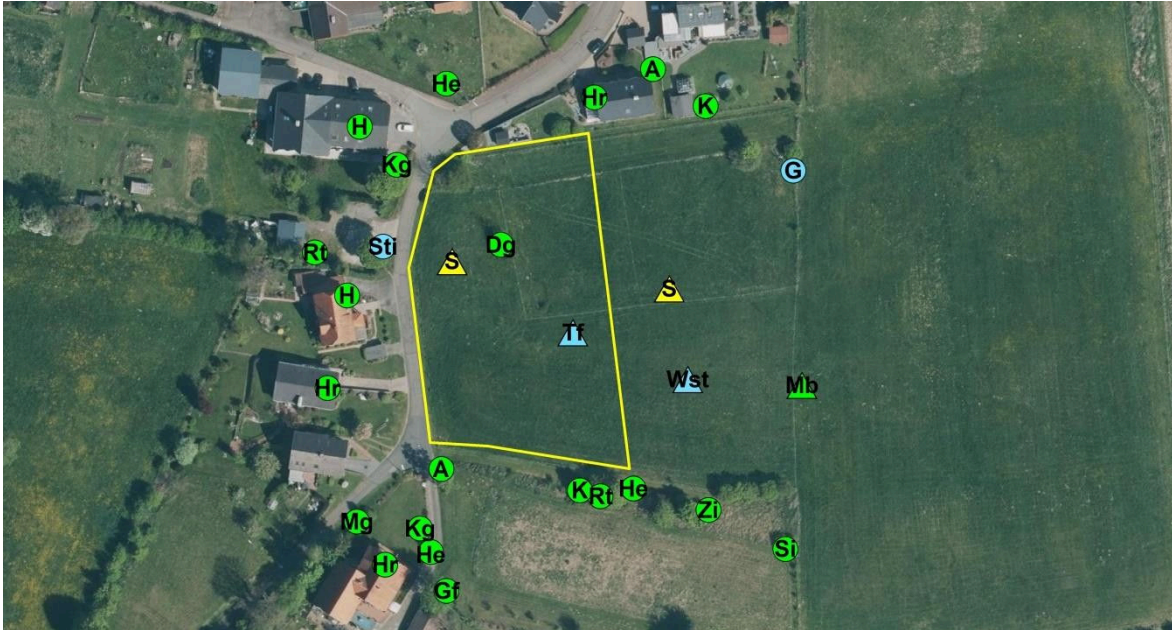 A
He
Hr
K
H
Kg
G
Dg
Sti
Rt
S
H
S
Tf
Wst
Mb
Hr
A
K
Rt
He
Zi
Mg
Kg
Si
He
Hr
Gf